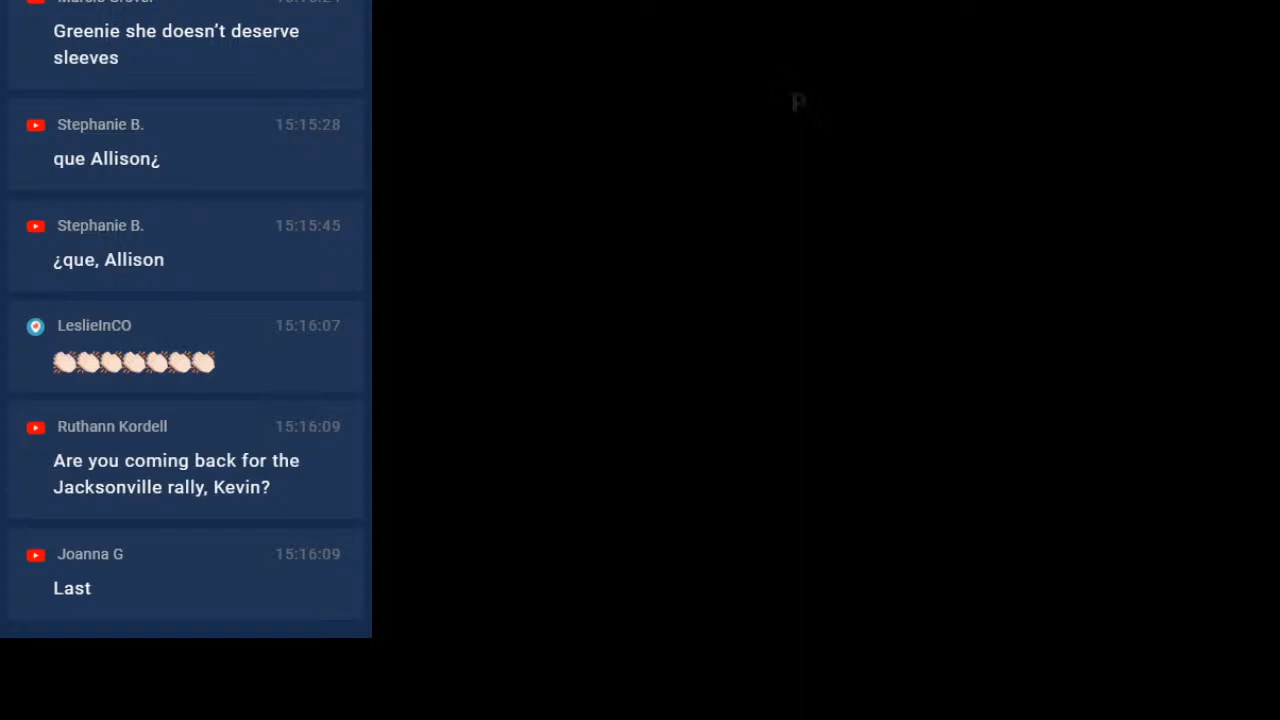 Greenie she doesn’t deserve
sleeves
Stephanie B. 15:15:28
que Allison¿
Stephanie B. 15:15:45
¿que, Allison
LeslieInCO 15:16:07
👏🏻👏🏻👏🏻👏🏻👏🏻👏🏻👏🏻
Ruthann Kordell 15:16:09
Are you coming back for the
Jacksonville rally, Kevin?
Joanna G 15:16:09
Last